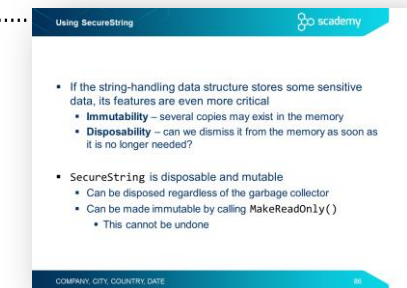 Using SecureString
scademy
▪ If the string-handling data structure stores some sensitive
data, its features are even more critical
▪ Immutability – several copies may exist in the memory
▪ Disposability – can we dismiss it from the memory as soon as
it is no longer needed?
▪ SecureString is disposable and mutable
▪ Can be disposed regardless of the garbage collector
▪ Can be made immutable by calling MakeReadOnly()
▪ This cannot be undone
COMPANY, CITY, COUNTRY, DATE
86